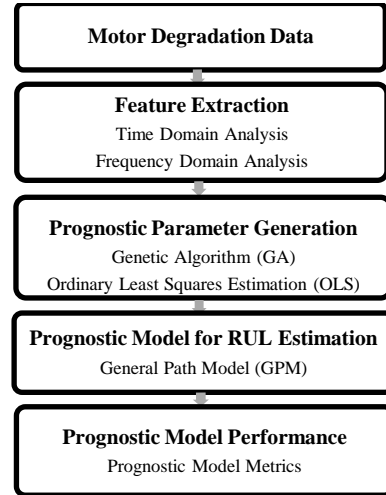 Motor Degradation Data
Feature Extraction
Time Domain Analysis
Frequency Domain Analysis
Prognostic Parameter Generation
Genetic Algorithm (GA)
Ordinary Least Squares Estimation (OLS)
Prognostic Model for RUL Estimation
General Path Model (GPM)
Prognostic Model Performance
Prognostic Model Metrics